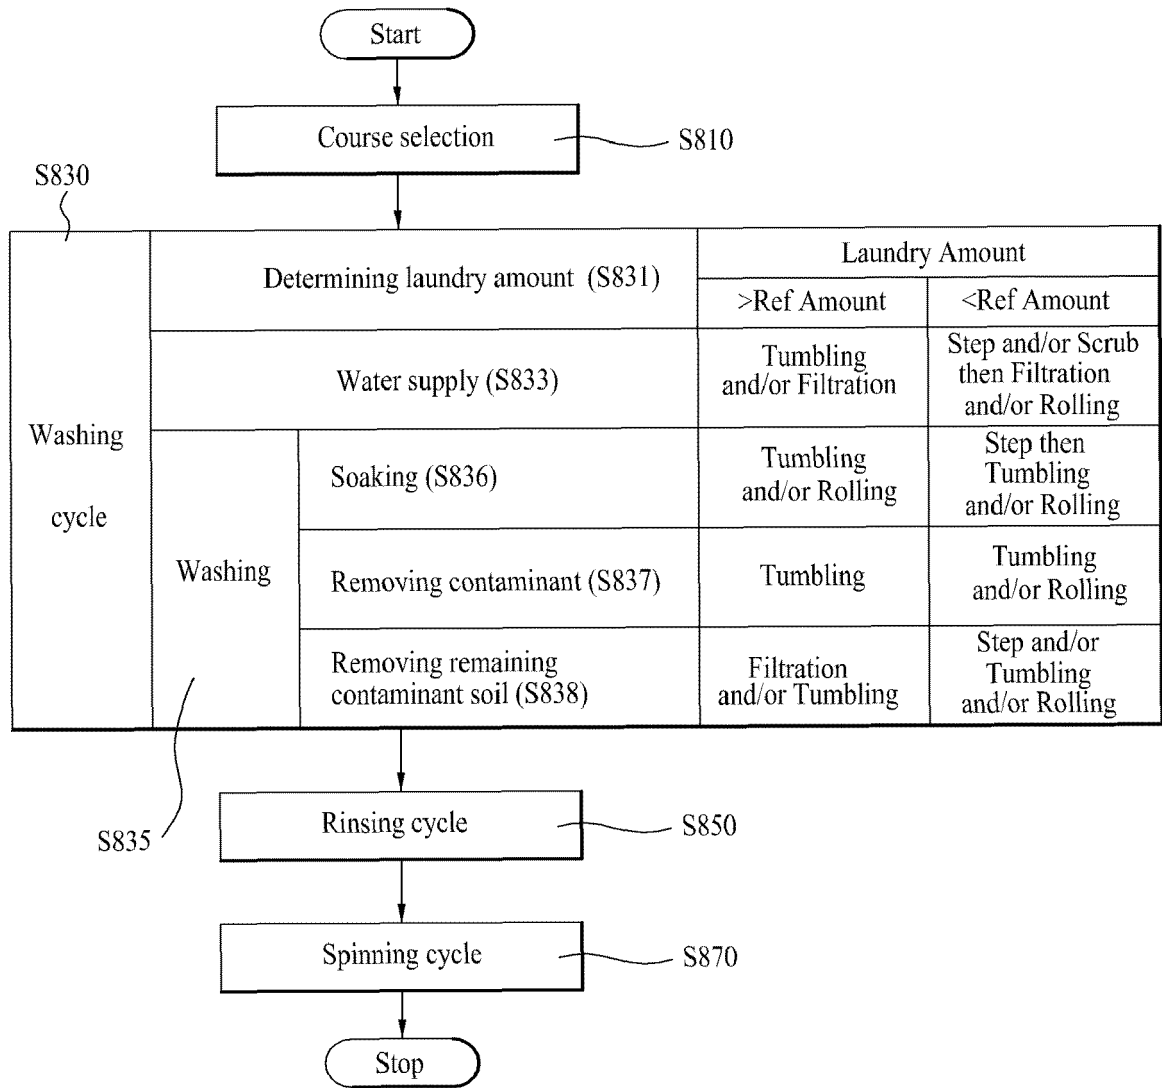 Start
Course selection
S810
S830
Washing
cycle
Determining laundry amount (S831)
Laundry Amount
>Ref Amount
<Ref Amount
Water supply (S833)
Tumbling
and/or Filtration
Step and/or Scrub
then Filtration
and/or Rolling
Washing
Soaking (S836)
Tumbling
and/or Rolling
Step then
Tumbling
and/or Rolling
Removing contaminant (S837)
Tumbling
Tumbling
and/or Rolling
Removing remaining
contaminant soil (S838)
Filtration
and/or Tumbling
Step and/or
Tumbling
and/or Rolling
S835
Rinsing cycle
S850
Spinning cycle
S870
Stop